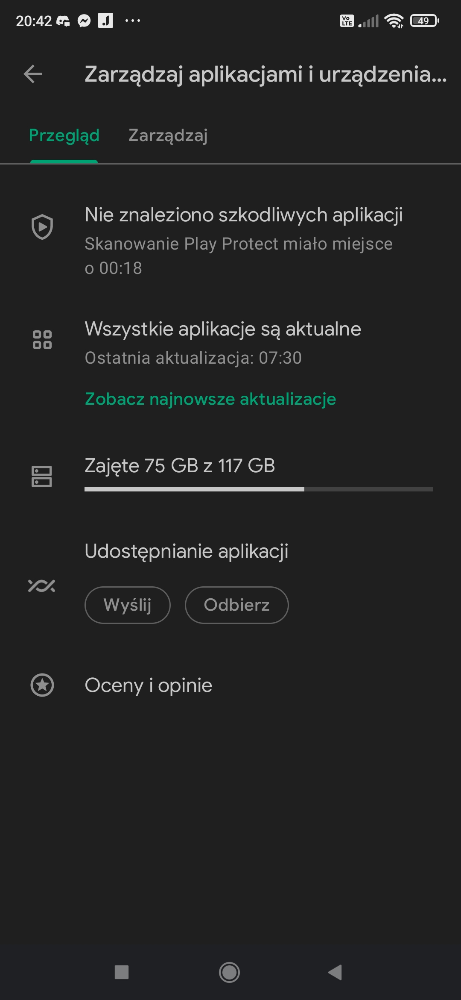 20:42
Vo LTE
49
Zarządzaj aplikacjami i urządzenia...
Przegląd Zarządzaj
Nie znaleziono szkodliwych aplikacji
Skanowanie Play Protect miało miejsce
o 00:18
Wszystkie aplikacje są aktualne
Ostatnia aktualizacja: 07:30
Zobacz najnowsze aktualizacje
Zajęte 75 GB z 117 GB
Udostępnianie aplikacji
Wyślij Odbierz
Oceny i opinie